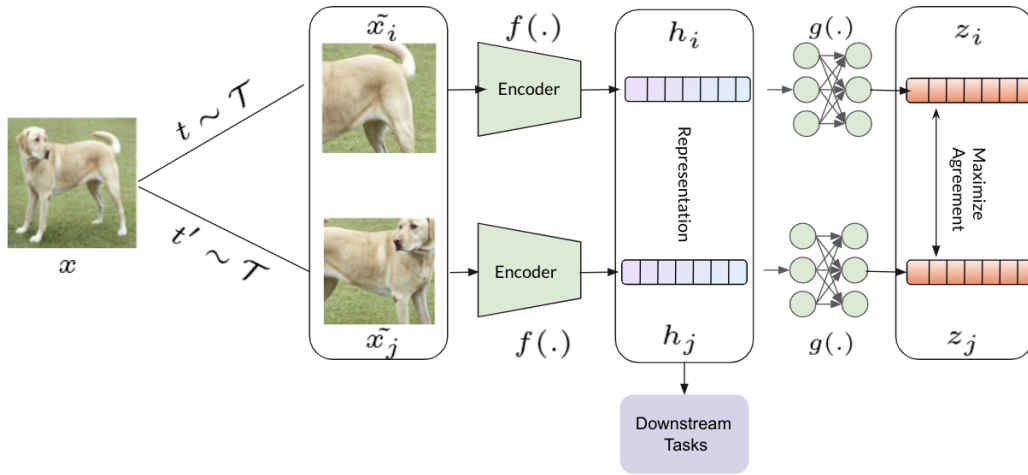 x
t ~ 𝒯
t′ ~ 𝒯
x̃_i
x̃_j
f(.)
Encoder
Encoder
f(.)
h_i
Representation
h_j
Downstream
Tasks
g(.)
g(.)
z_i
Maximize
Agreement
z_j